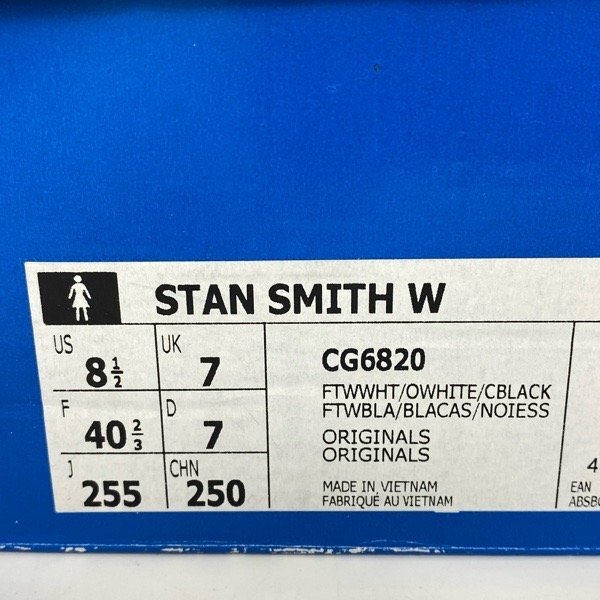 STAN SMITH W
US 8½ UK 7
F 40⅔ D 7
J 255 CHN 250
CG6820
FTWWHT/OWHITE/CBLACK
FTWBLA/BLACAS/NOIESS
ORIGINALS
ORIGINALS
MADE IN VIETNAM
FABRIQUÉ AU VIETNAM
4
EAN